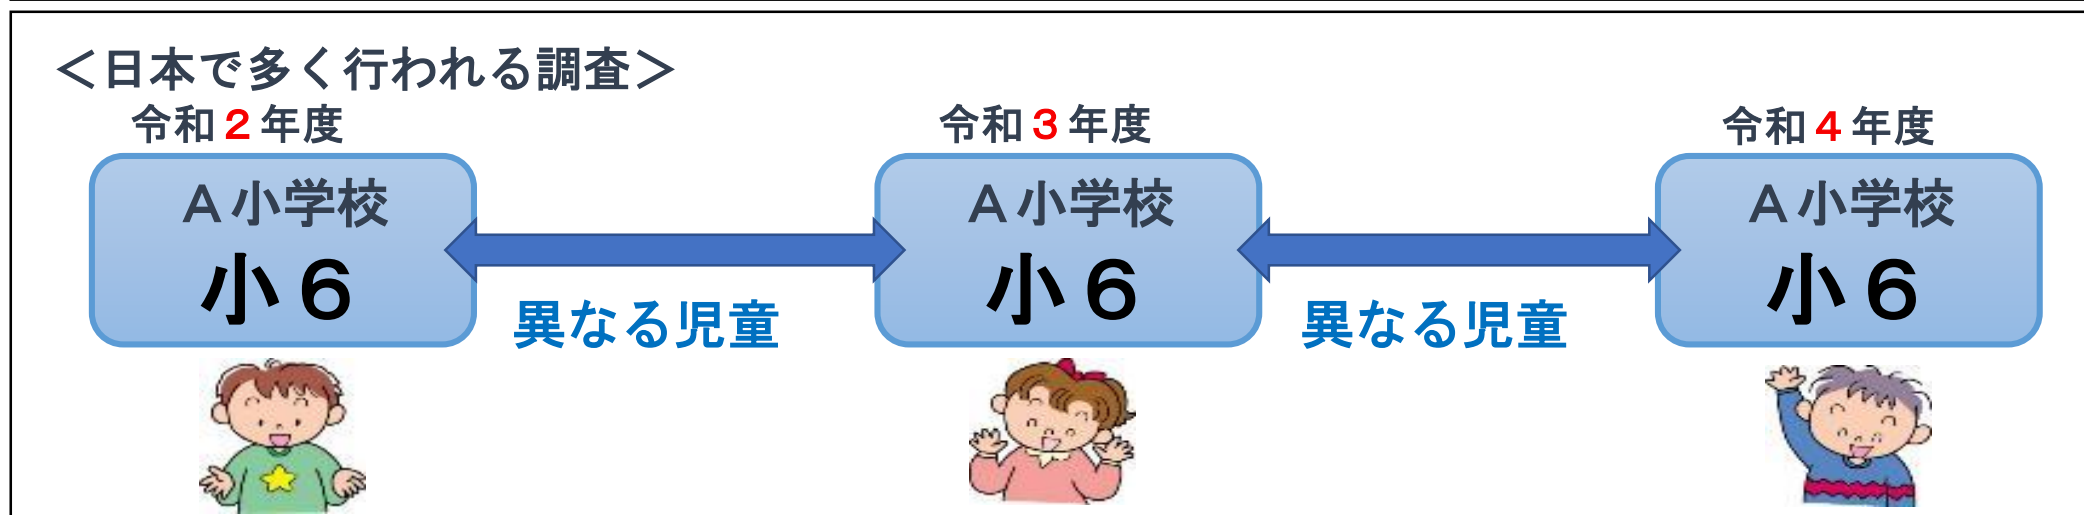 ＜日本で多く行われる調査＞
令和２年度
令和３年度
令和４年度
Ａ小学校
小６
Ａ小学校
小６
Ａ小学校
小６
異なる児童
異なる児童